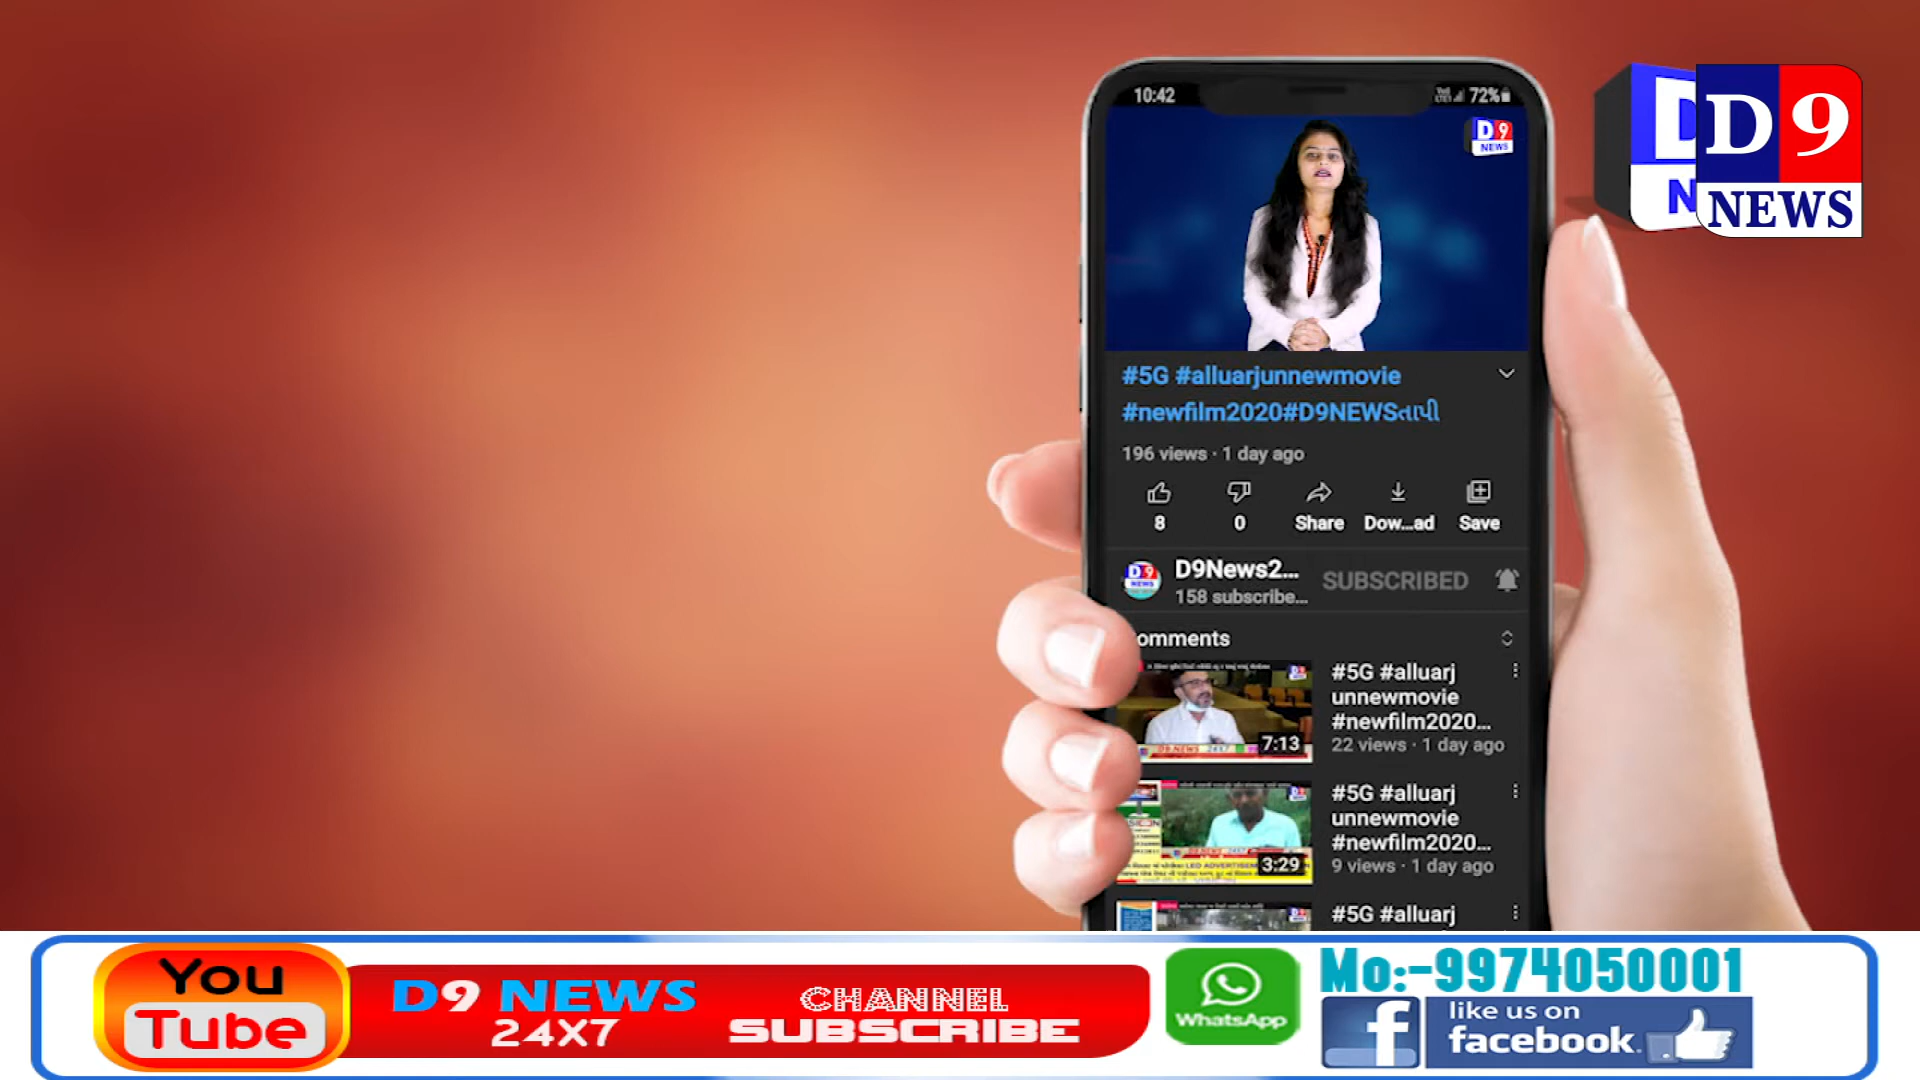 10:42
72%
D9
NEWS
D
N
D9
NEWS
#5G #alluarjunnewmovie
#newfilm2020#D9NEWSતાપી
196 views · 1 day ago
8
0
Share
Dow...ad
Save
D9
NEWS
D9News2...
158 subscribe...
SUBSCRIBED
omments
7:13
#5G #alluarj
unnewmovie
#newfilm2020...
22 views · 1 day ago
3:29
#5G #alluarj
unnewmovie
#newfilm2020...
9 views · 1 day ago
#5G #alluarj
You
Tube
D9 NEWS
24X7
CHANNEL
SUBSCRIBE
WhatsApp
Mo:-9974050001
f
like us on
facebook.